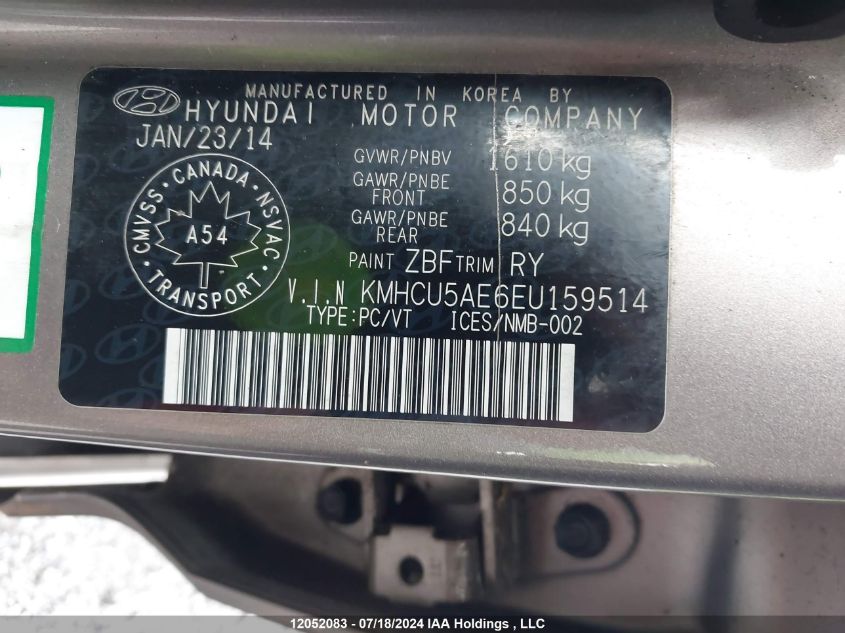 MANUFACTURED IN KOREA BY
HYUNDAI MOTOR COMPANY
JAN/23/14
GVWR/PNBV 1610 kg
GAWR/PNBE FRONT 850 kg
GAWR/PNBE REAR 840 kg
CMVSS · CANADA · NSVAC
A54
TRANSPORT
PAINT ZBF TRIM RY
V.I.N KMHCU5AE6EU159514
TYPE:PC/VT ICES/NMB-002
12052083 - 07/18/2024 IAA Holdings , LLC